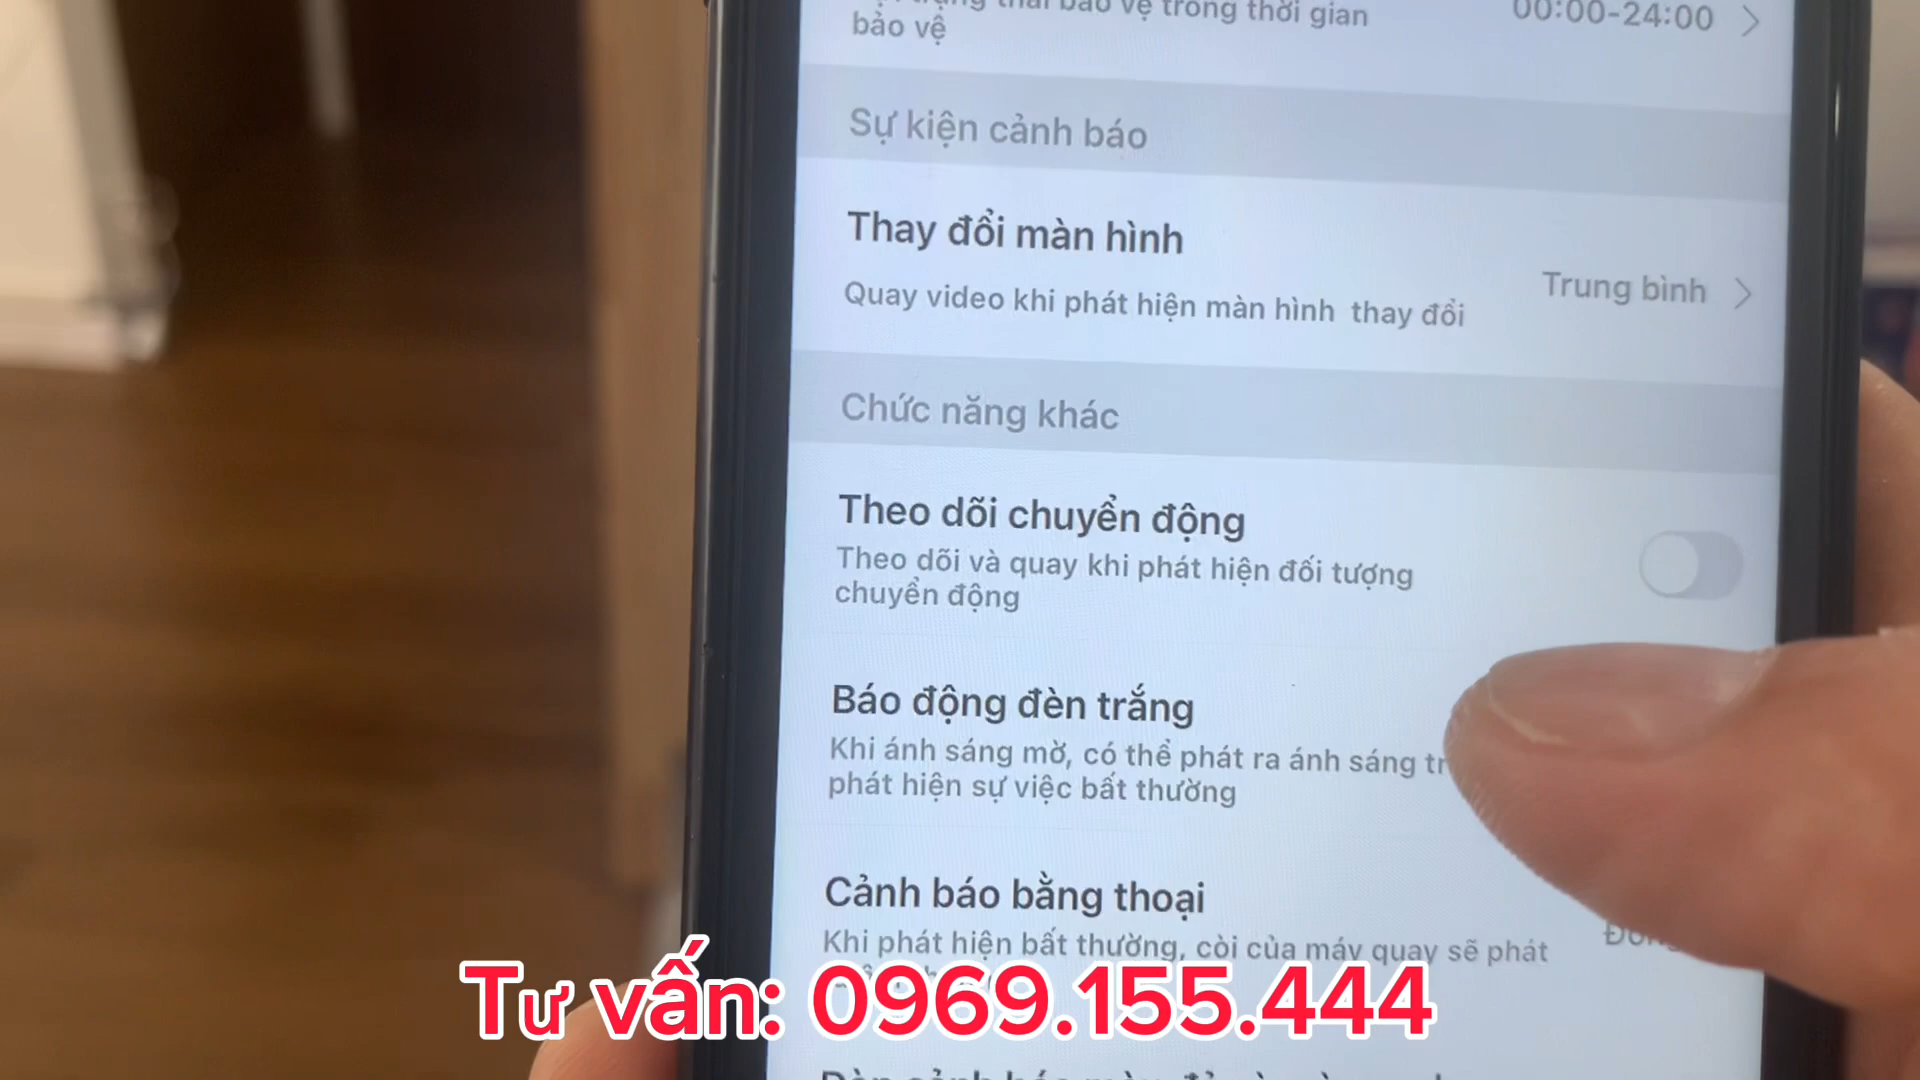 bảo vệ trong thời gian
bảo vệ
00:00-24:00
Sự kiện cảnh báo
Thay đổi màn hình
Quay video khi phát hiện màn hình thay đổi
Trung bình
Chức năng khác
Theo dõi chuyển động
Theo dõi và quay khi phát hiện đối tượng
chuyển động
Báo động đèn trắng
Khi ánh sáng mờ, có thể phát ra ánh sáng
phát hiện sự việc bất thường
Cảnh báo bằng thoại
Khi phát hiện bất thường, còi của máy quay sẽ phát
Tư vấn: 0969.155.444